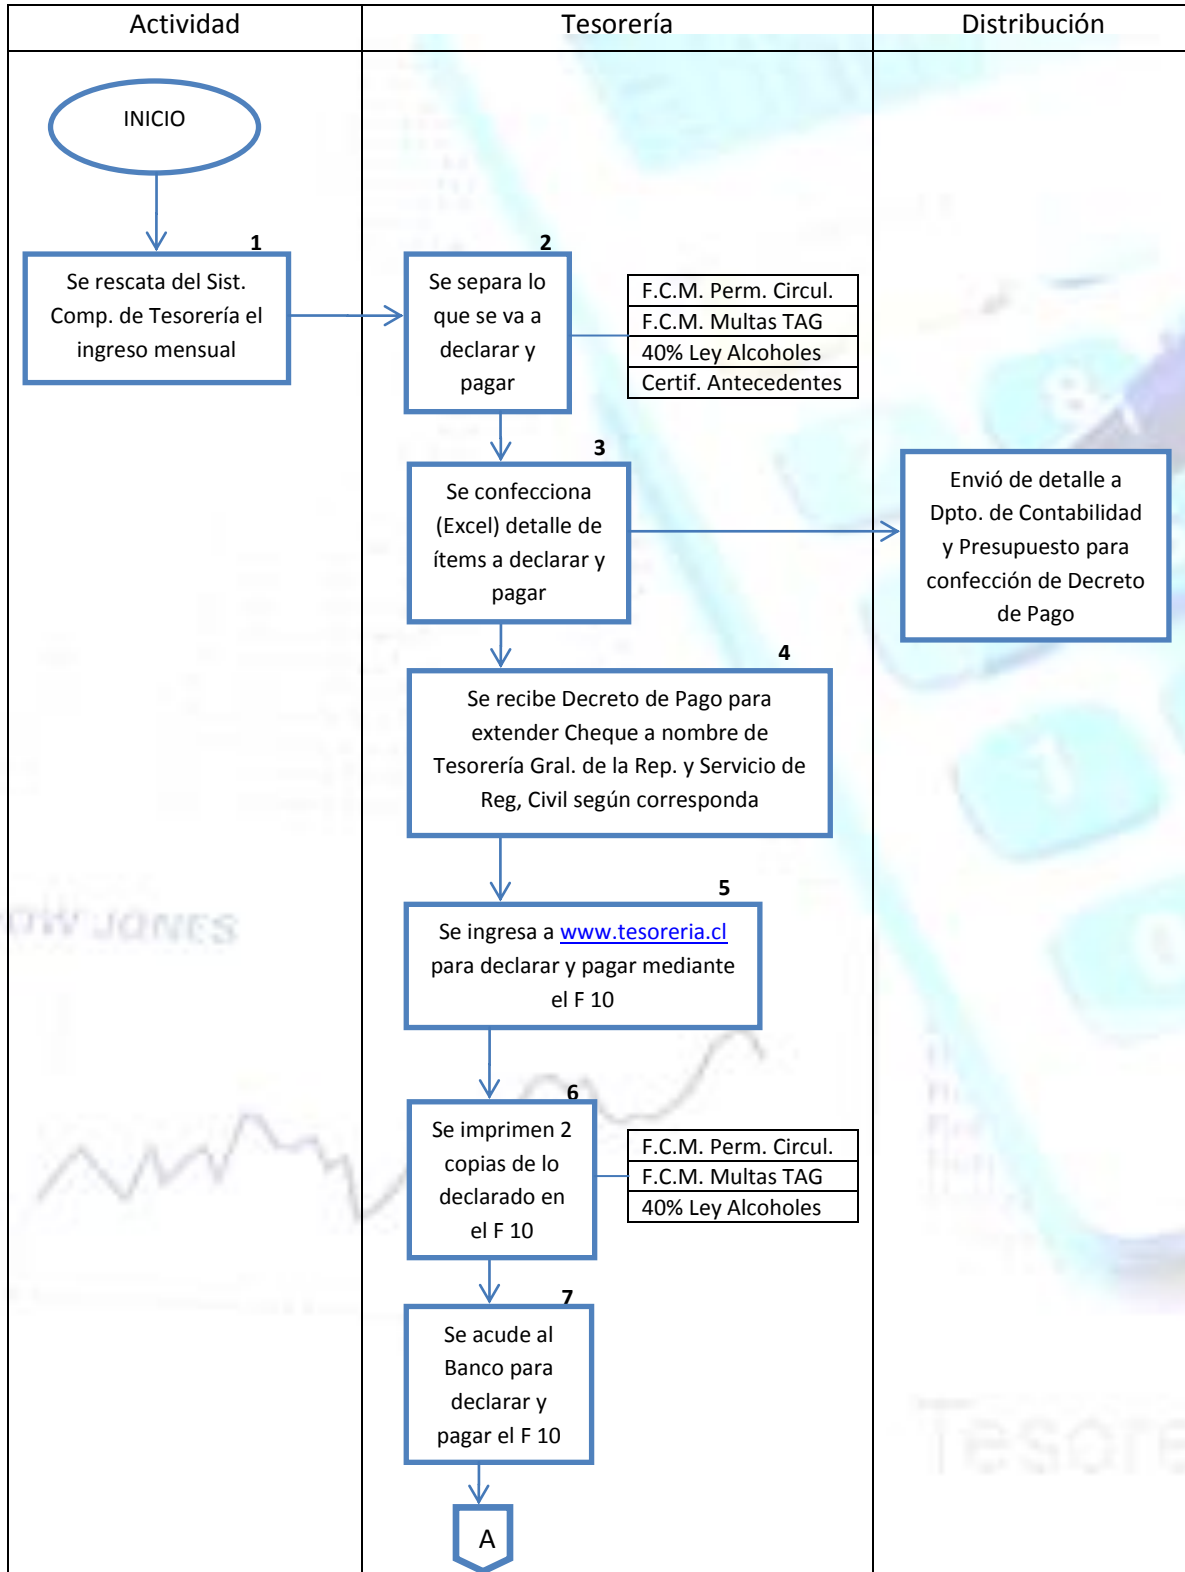 Actividad
Tesorería
Distribución
INICIO
1
Se rescata del Sist.
Comp. de Tesorería el
ingreso mensual
2
Se separa lo
que se va a
declarar y
pagar
F.C.M. Perm. Circul.
F.C.M. Multas TAG
40% Ley Alcoholes
Certif. Antecedentes
3
Se confecciona
(Excel) detalle de
ítems a declarar y
pagar
Envió de detalle a
Dpto. de Contabilidad
y Presupuesto para
confección de Decreto
de Pago
4
Se recibe Decreto de Pago para
extender Cheque a nombre de
Tesorería Gral. de la Rep. y Servicio de
Reg, Civil según corresponda
5
Se ingresa a www.tesoreria.cl
para declarar y pagar mediante
el F 10
OW JONES
6
Se imprimen 2
copias de lo
declarado en
el F 10
F.C.M. Perm. Circul.
F.C.M. Multas TAG
40% Ley Alcoholes
7
Se acude al
Banco para
declarar y
pagar el F 10
Tesore
A